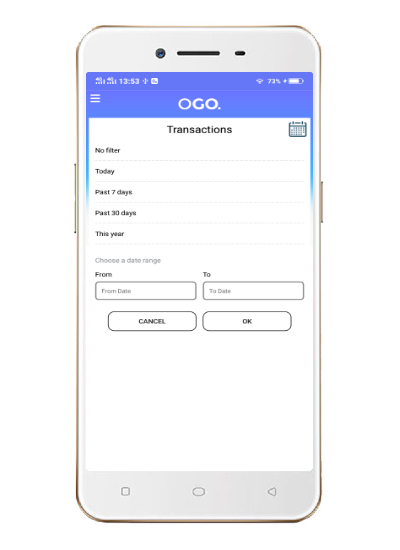 13:53
73%
OGO.
Transactions
No filter
Today
Past 7 days
Past 30 days
This year
Choose a date range
From To
From Date To Date
CANCEL OK